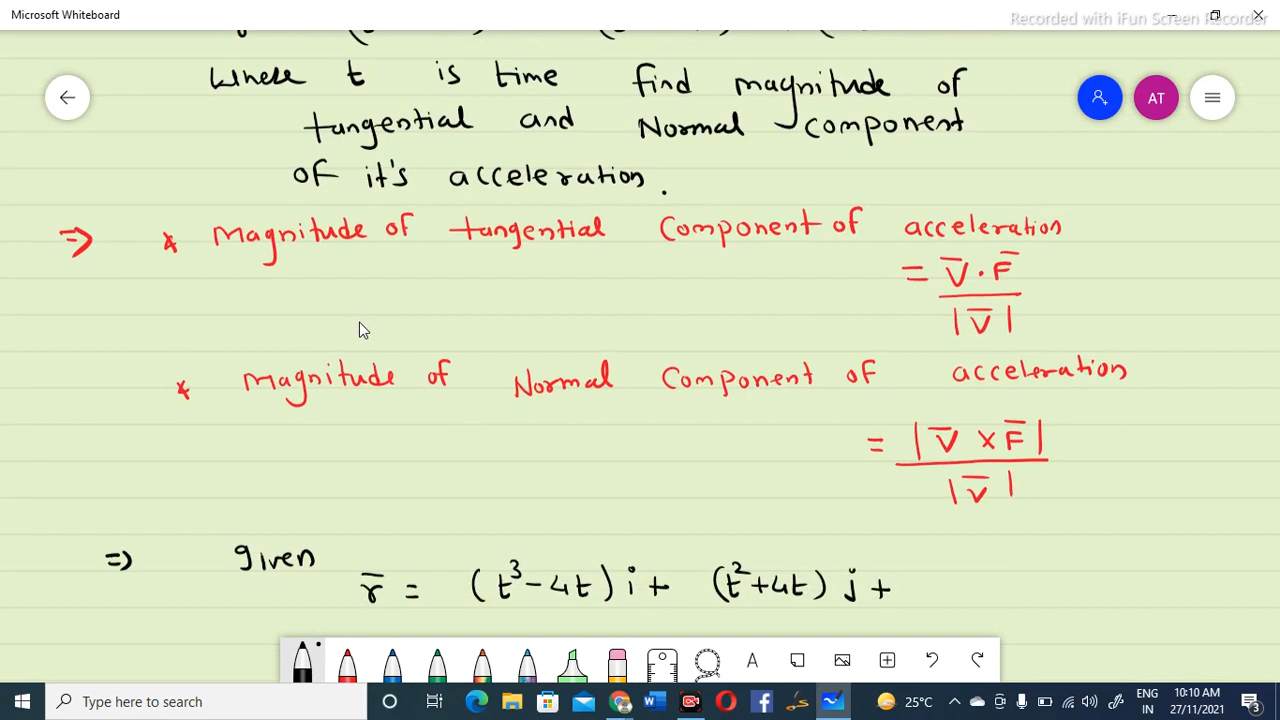 Microsoft Whiteboard
Recorded with iFun Screen Recorder
where t is time find magnitude of
tangential and Normal component
of it's acceleration.
AT
⇒ * Magnitude of tangential Component of acceleration
= V̅ · F̅ / |V̅|
* Magnitude of Normal Component of acceleration
= |V̅ × F̅| / |V̅|
⇒ given
r̅ = (t³-4t) i + (t²+4t) j +
A
Type here to search
25°C
ENG
IN
10:10 AM
27/11/2021
3